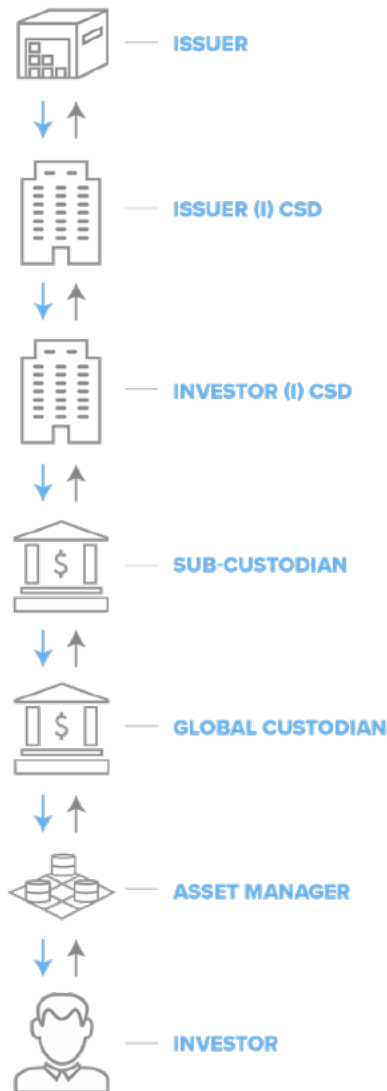 ISSUER
ISSUER (I) CSD
INVESTOR (I) CSD
$
SUB-CUSTODIAN
$
GLOBAL CUSTODIAN
ASSET MANAGER
INVESTOR